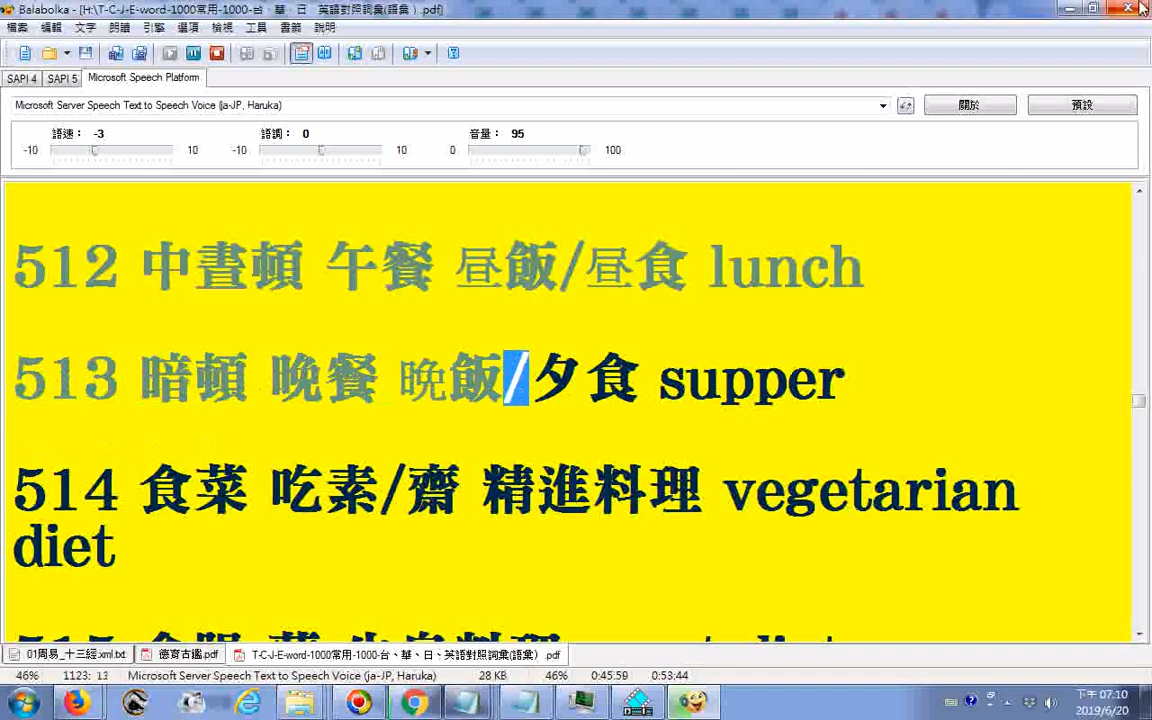 Balabolka - [H:\T-C-J-E-word-1000常用-1000-台、華、日、英語對照詞彙(語彙).pdf]
檔案 編輯 文字 朗讀 引擎 選項 檢視 工具 書籤 說明
SAPI 4 SAPI 5 Microsoft Speech Platform
Microsoft Server Speech Text to Speech Voice (ja-JP, Haruka) 關於 預設
語速: -3 語調: 0 音量: 95
-10 10 -10 10 0 100
512 中晝頓 午餐 昼飯/昼食 lunch
513 暗頓 晚餐 晩飯/夕食 supper
514 食菜 吃素/齋 精進料理 vegetarian
diet
01周易_十三經.xml.txt 德育古鑑.pdf T-C-J-E-word-1000常用-1000-台、華、日、英語對照詞彙(語彙).pdf
46% 1123: 13 Microsoft Server Speech Text to Speech Voice (ja-JP, Haruka) 28 KB 46% 0:45:59 0:53:44
下午 07:10
2019/6/20